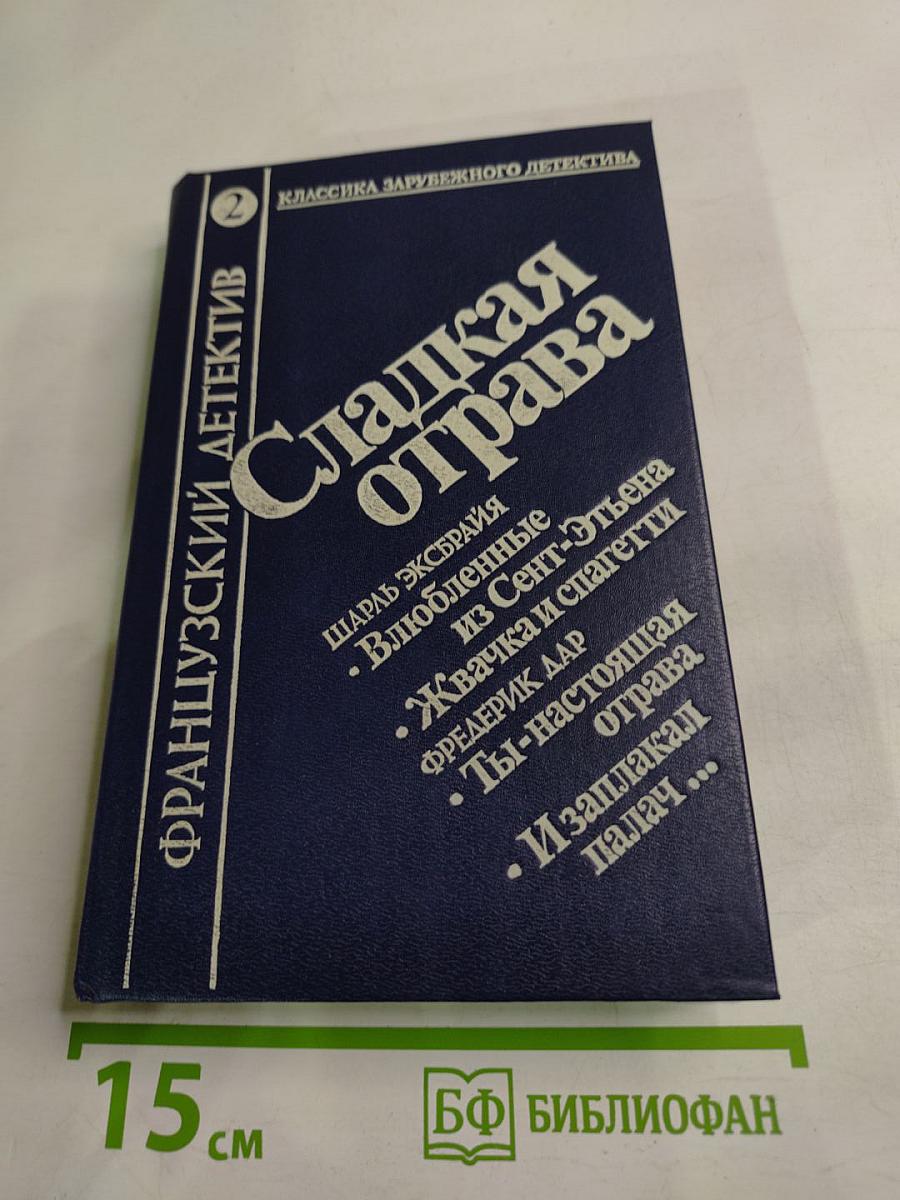 КЛАССИКА ЗАРУБЕЖНОГО ДЕТЕКТИВА
2
ФРАНЦУЗСКИЙ ДЕТЕКТИВ
Сладкая
отрава
ШАРЛЬ ЭКСБРАЙЯ
• Влюбленные
из Сент-Этьена
• Жвачка и спагетти
ФРЕДЕРИК ДАР
• Ты-настоящая
отрава
• И заплакал
палач ...
15 см
БФ БИБЛИОФАН